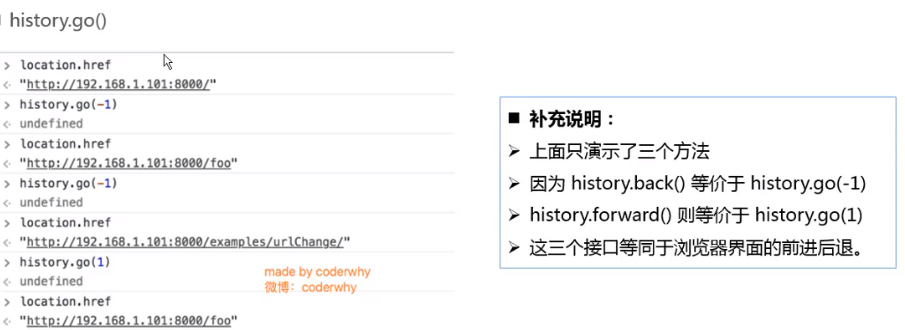 history.go()
> location.href
"http://192.168.1.101:8000/"
> history.go(-1)
undefined
> location.href
"http://192.168.1.101:8000/foo"
> history.go(-1)
undefined
> location.href
"http://192.168.1.101:8000/examples/urlChange/"
> history.go(1)
undefined
> location.href
"http://192.168.1.101:8000/foo"
made by coderwhy
微博：coderwhy
补充说明：
上面只演示了三个方法
因为 history.back() 等价于 history.go(-1)
history.forward() 则等价于 history.go(1)
这三个接口等同于浏览器界面的前进后退。